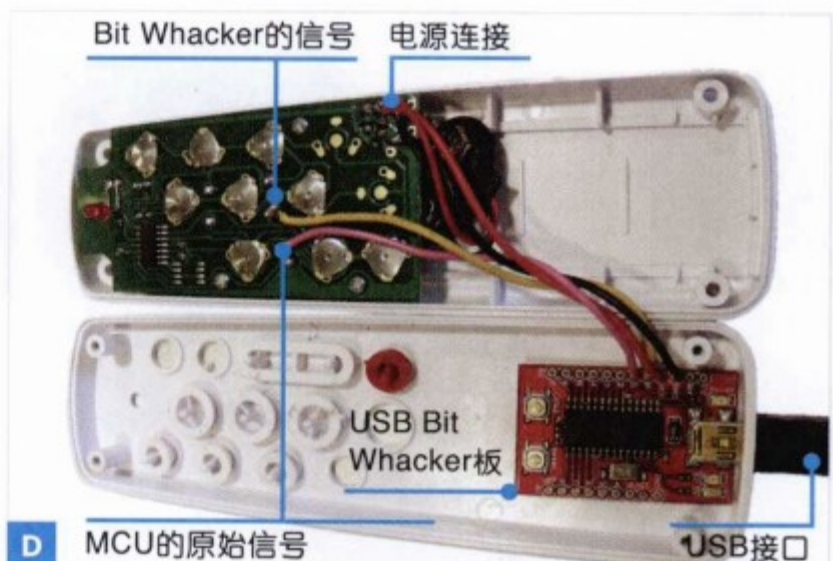 Bit Whacker的信号
电源连接
USB Bit
Whacker板
D
MCU的原始信号
USB接口